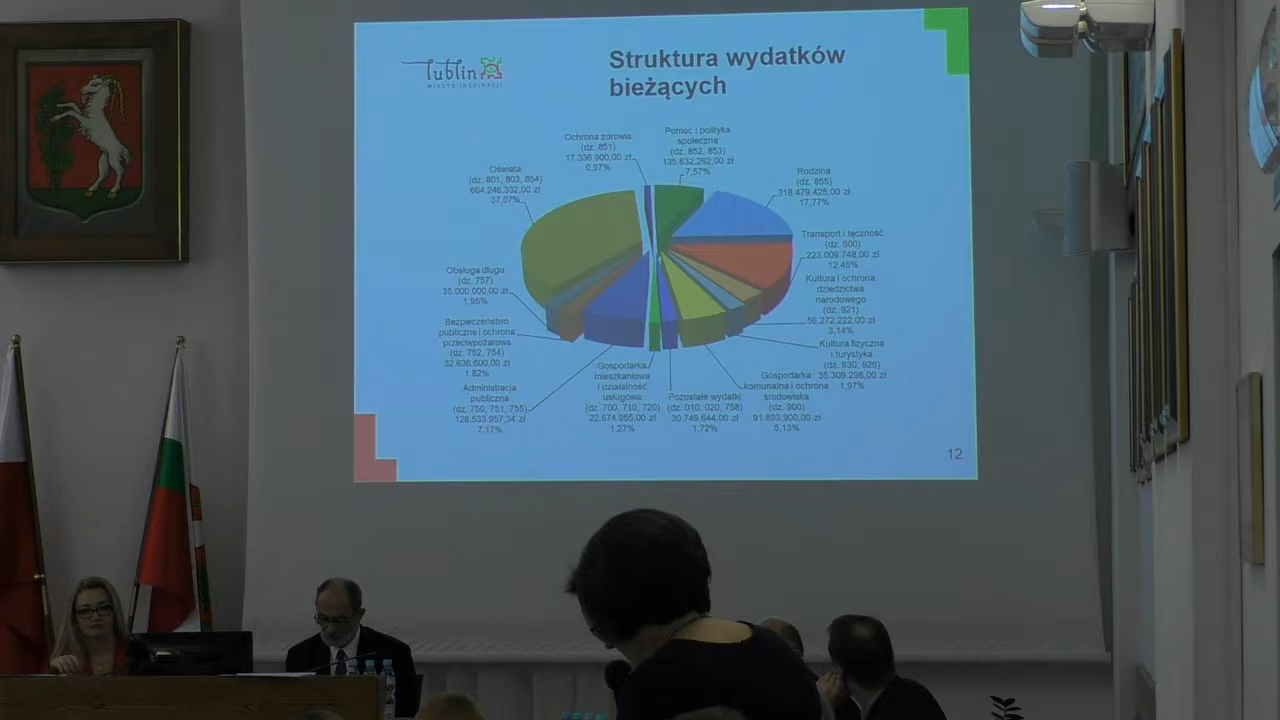 lublin
MIASTO INSPIRACJI
Struktura wydatków
bieżących
Ochrona zdrowia
(dz. 851)
17.336.900,00 zł
0,97%
Pomoc i polityka
społeczna
(dz. 852, 853)
135.632.262,00 zł
7,57%
Oświata
(dz. 801, 803, 854)
664.246.332,00 zł
37,07%
Rodzina
(dz. 855)
318.479.425,00 zł
17,77%
Transport i łączność
(dz. 600)
223.009.748,00 zł
12,45%
Obsługa długu
(dz. 757)
35.000.000,00 zł
1,95%
Kultura i ochrona
dziedzictwa
narodowego
(dz. 921)
56.272.222,00 zł
3,14%
Bezpieczeństwo
publiczne i ochrona
przeciwpożarowa
(dz. 752, 754)
32.636.600,00 zł
1,82%
Kultura fizyczna
i turystyka
(dz. 630, 926)
35.309.298,00 zł
1,97%
Administracja
publiczna
(dz. 750, 751, 755)
128.533.957,34 zł
7,17%
Gospodarka
mieszkaniowa
i działalność
usługowa
(dz. 700, 710, 720)
22.674.955,00 zł
1,27%
Pozostałe wydatki
(dz. 010, 020, 758)
30.749.644,00 zł
1,72%
Gospodarka
komunalna i ochrona
środowiska
(dz. 900)
91.893.900,00 zł
5,13%
12